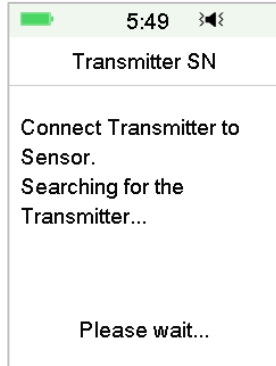 5:49
Transmitter SN
Connect Transmitter to
Sensor.
Searching for the
Transmitter...
Please wait...